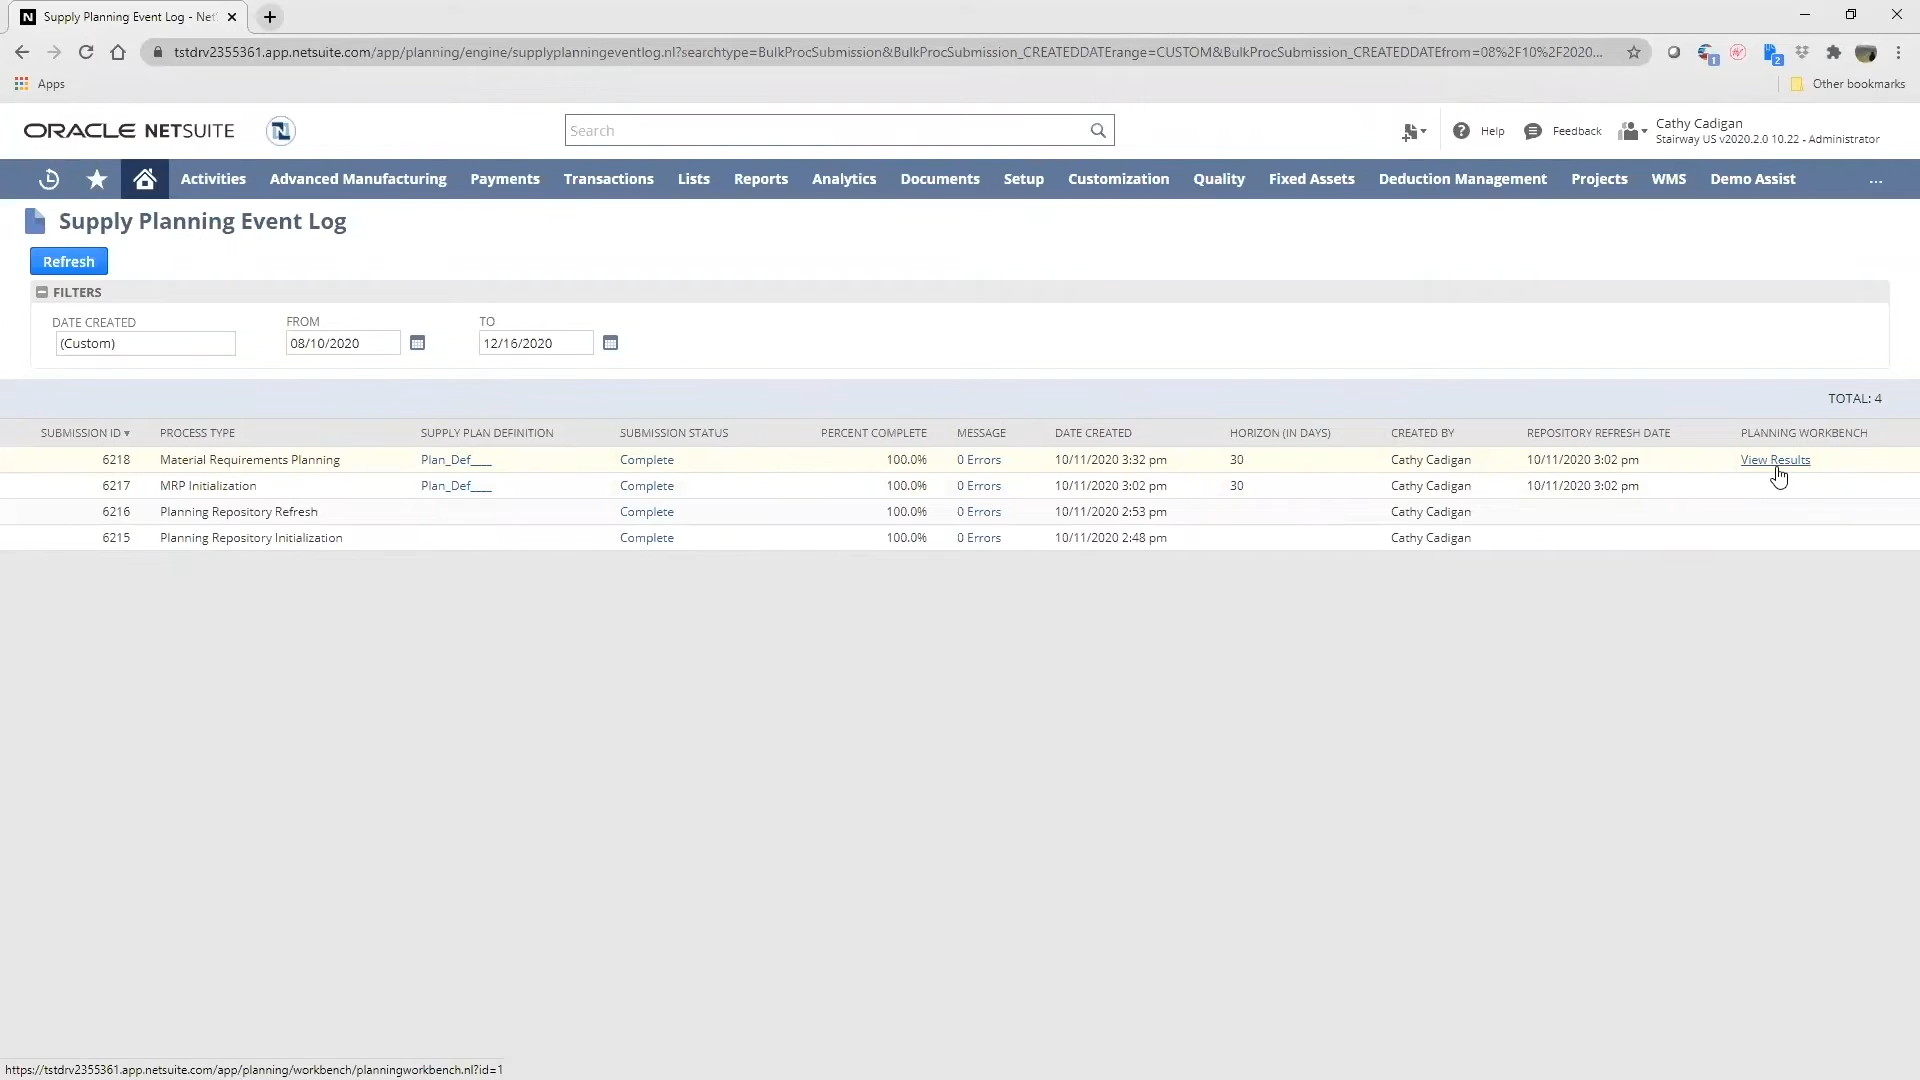 Supply Planning Event Log - Net
tstdrv2355361.app.netsuite.com/app/planning/engine/supplyplanningeventlog.nl?searchtype=BulkProcSubmission&BulkProcSubmission_CREATEDDATErange=CUSTOM&BulkProcSubmission_CREATEDDATEfrom=08%2F10%2F2020...
1
2
Apps
Other bookmarks
ORACLE NETSUITE
N
Search
Help
Feedback
Cathy Cadigan
Stairway US v2020.2.0 10.22 - Administrator
Activities Advanced Manufacturing Payments Transactions Lists Reports Analytics Documents Setup Customization Quality Fixed Assets Deduction Management Projects WMS Demo Assist ...
Supply Planning Event Log
Refresh
FILTERS
DATE CREATED FROM TO
(Custom) 08/10/2020 12/16/2020
TOTAL: 4
SUBMISSION ID ▼ PROCESS TYPE SUPPLY PLAN DEFINITION SUBMISSION STATUS PERCENT COMPLETE MESSAGE DATE CREATED HORIZON (IN DAYS) CREATED BY REPOSITORY REFRESH DATE PLANNING WORKBENCH
6218 Material Requirements Planning Plan_Def____ Complete 100.0% 0 Errors 10/11/2020 3:32 pm 30 Cathy Cadigan 10/11/2020 3:02 pm View Results
6217 MRP Initialization Plan_Def____ Complete 100.0% 0 Errors 10/11/2020 3:02 pm 30 Cathy Cadigan 10/11/2020 3:02 pm
6216 Planning Repository Refresh Complete 100.0% 0 Errors 10/11/2020 2:53 pm Cathy Cadigan
6215 Planning Repository Initialization Complete 100.0% 0 Errors 10/11/2020 2:48 pm Cathy Cadigan
https://tstdrv2355361.app.netsuite.com/app/planning/workbench/planningworkbench.nl?id=1